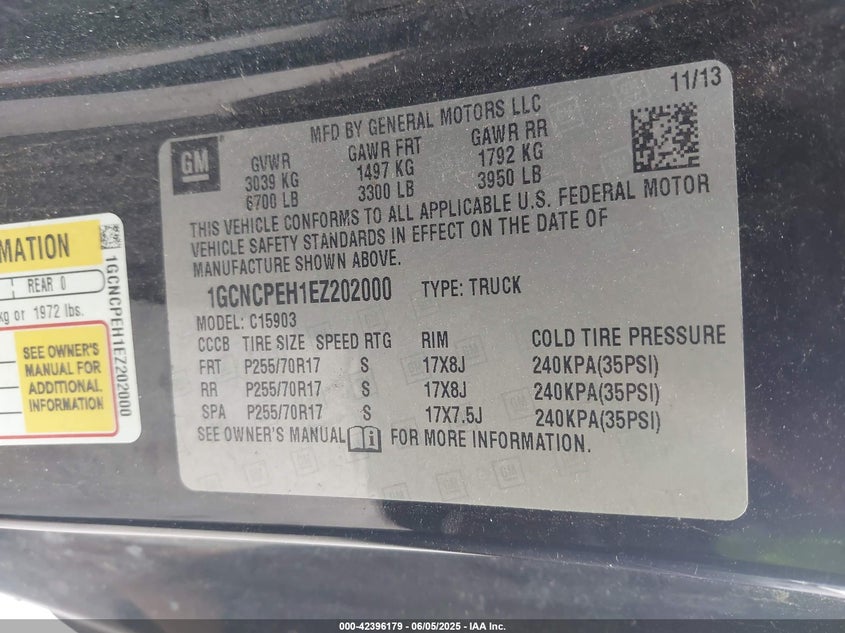 11/13
MFD BY GENERAL MOTORS LLC
GM
GVWR GAWR FRT GAWR RR
3039 KG 1497 KG 1792 KG
6700 LB 3300 LB 3950 LB
THIS VEHICLE CONFORMS TO ALL APPLICABLE U.S. FEDERAL MOTOR
VEHICLE SAFETY STANDARDS IN EFFECT ON THE DATE OF
MANUFACTURE SHOWN ABOVE.
1GCNCPEH1EZ202000 TYPE: TRUCK
MODEL: C15903
CCCB TIRE SIZE SPEED RTG RIM COLD TIRE PRESSURE
FRT P255/70R17 S 17X8J 240KPA(35PSI)
RR P255/70R17 S 17X8J 240KPA(35PSI)
SPA P255/70R17 S 17X7.5J 240KPA(35PSI)
SEE OWNER'S MANUAL FOR MORE INFORMATION.
MATION
REAR 0
kg or 1972 lbs.
SEE OWNER'S
MANUAL FOR
ADDITIONAL
INFORMATION
1GCNCPEH1EZ202000
000-42396179 - 06/05/2025 - IAA Inc.